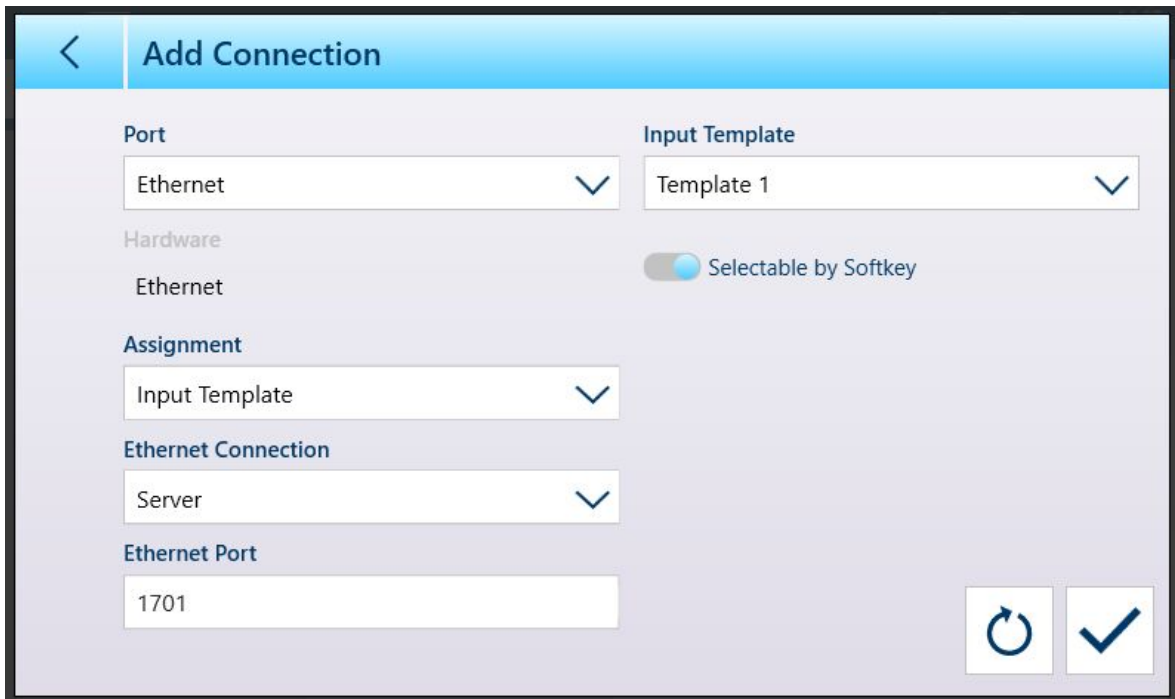 Add Connection
Port
Ethernet
Hardware
Ethernet
Assignment
Input Template
Ethernet Connection
Server
Ethernet Port
1701
Input Template
Template 1
Selectable by Softkey